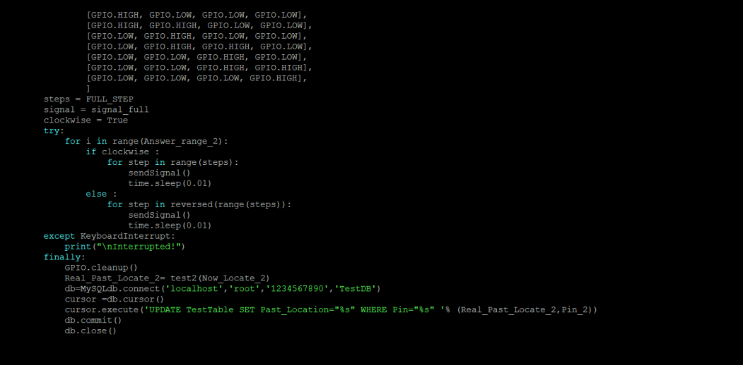 [GPIO.HIGH, GPIO.LOW, GPIO.LOW, GPIO.LOW],
[GPIO.HIGH, GPIO.HIGH, GPIO.LOW, GPIO.LOW],
[GPIO.LOW, GPIO.HIGH, GPIO.LOW, GPIO.LOW],
[GPIO.LOW, GPIO.HIGH, GPIO.HIGH, GPIO.LOW],
[GPIO.LOW, GPIO.LOW, GPIO.HIGH, GPIO.LOW],
[GPIO.LOW, GPIO.LOW, GPIO.HIGH, GPIO.HIGH],
[GPIO.LOW, GPIO.LOW, GPIO.LOW, GPIO.HIGH],
]
steps = FULL_STEP
signal = signal_full
clockwise = True
try:
for i in range(Answer_range_2):
if clockwise :
for step in range(steps):
sendSignal()
time.sleep(0.01)
else :
for step in reversed(range(steps)):
sendSignal()
time.sleep(0.01)
except KeyboardInterrupt:
print("\nInterrupted!")
finally:
GPIO.cleanup()
Real_Past_Locate_2= test2(Now_Locate_2)
db=MySQLdb.connect('localhost','root','1234567890','TestDB')
cursor =db.cursor()
cursor.execute('UPDATE TestTable SET Past_Location="%s" WHERE Pin="%s" '% (Real_Past_Locate_2,Pin_2))
db.commit()
db.close()